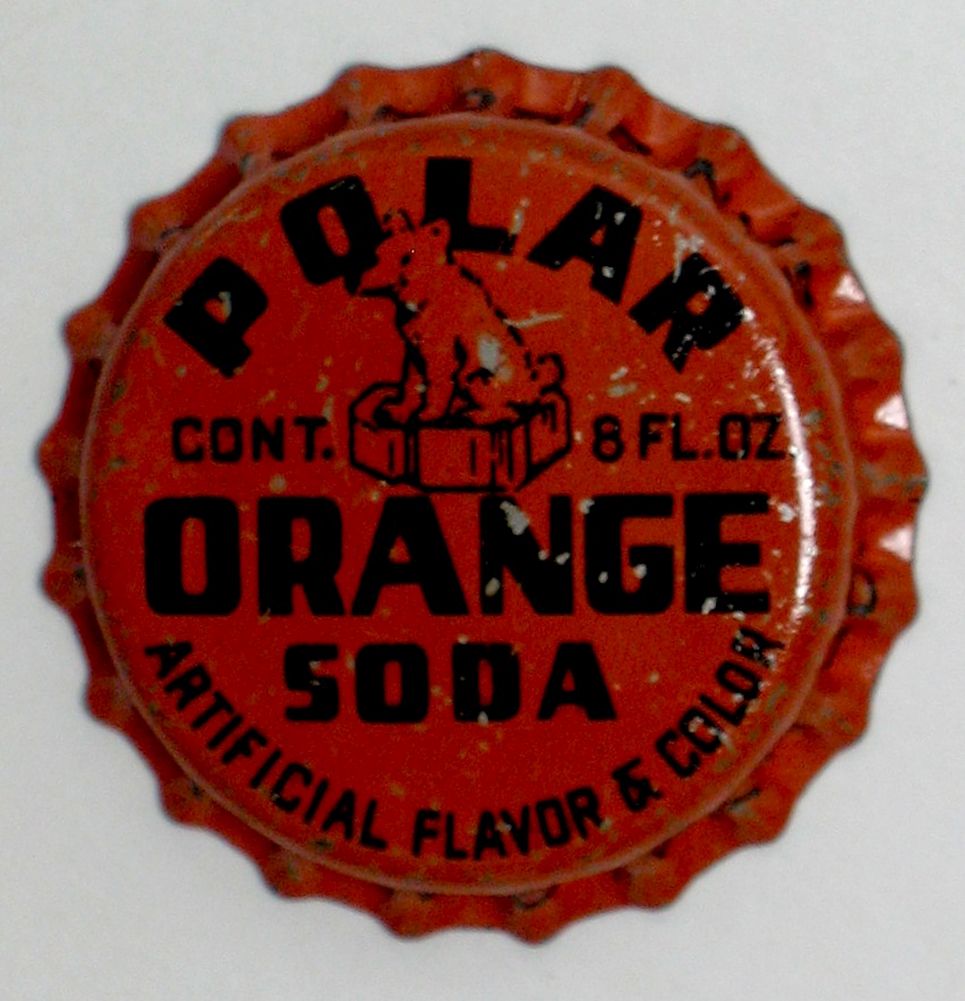 POLAR
CONT. 8 FL. OZ.
ORANGE
SODA
ARTIFICIAL FLAVOR & COLOR